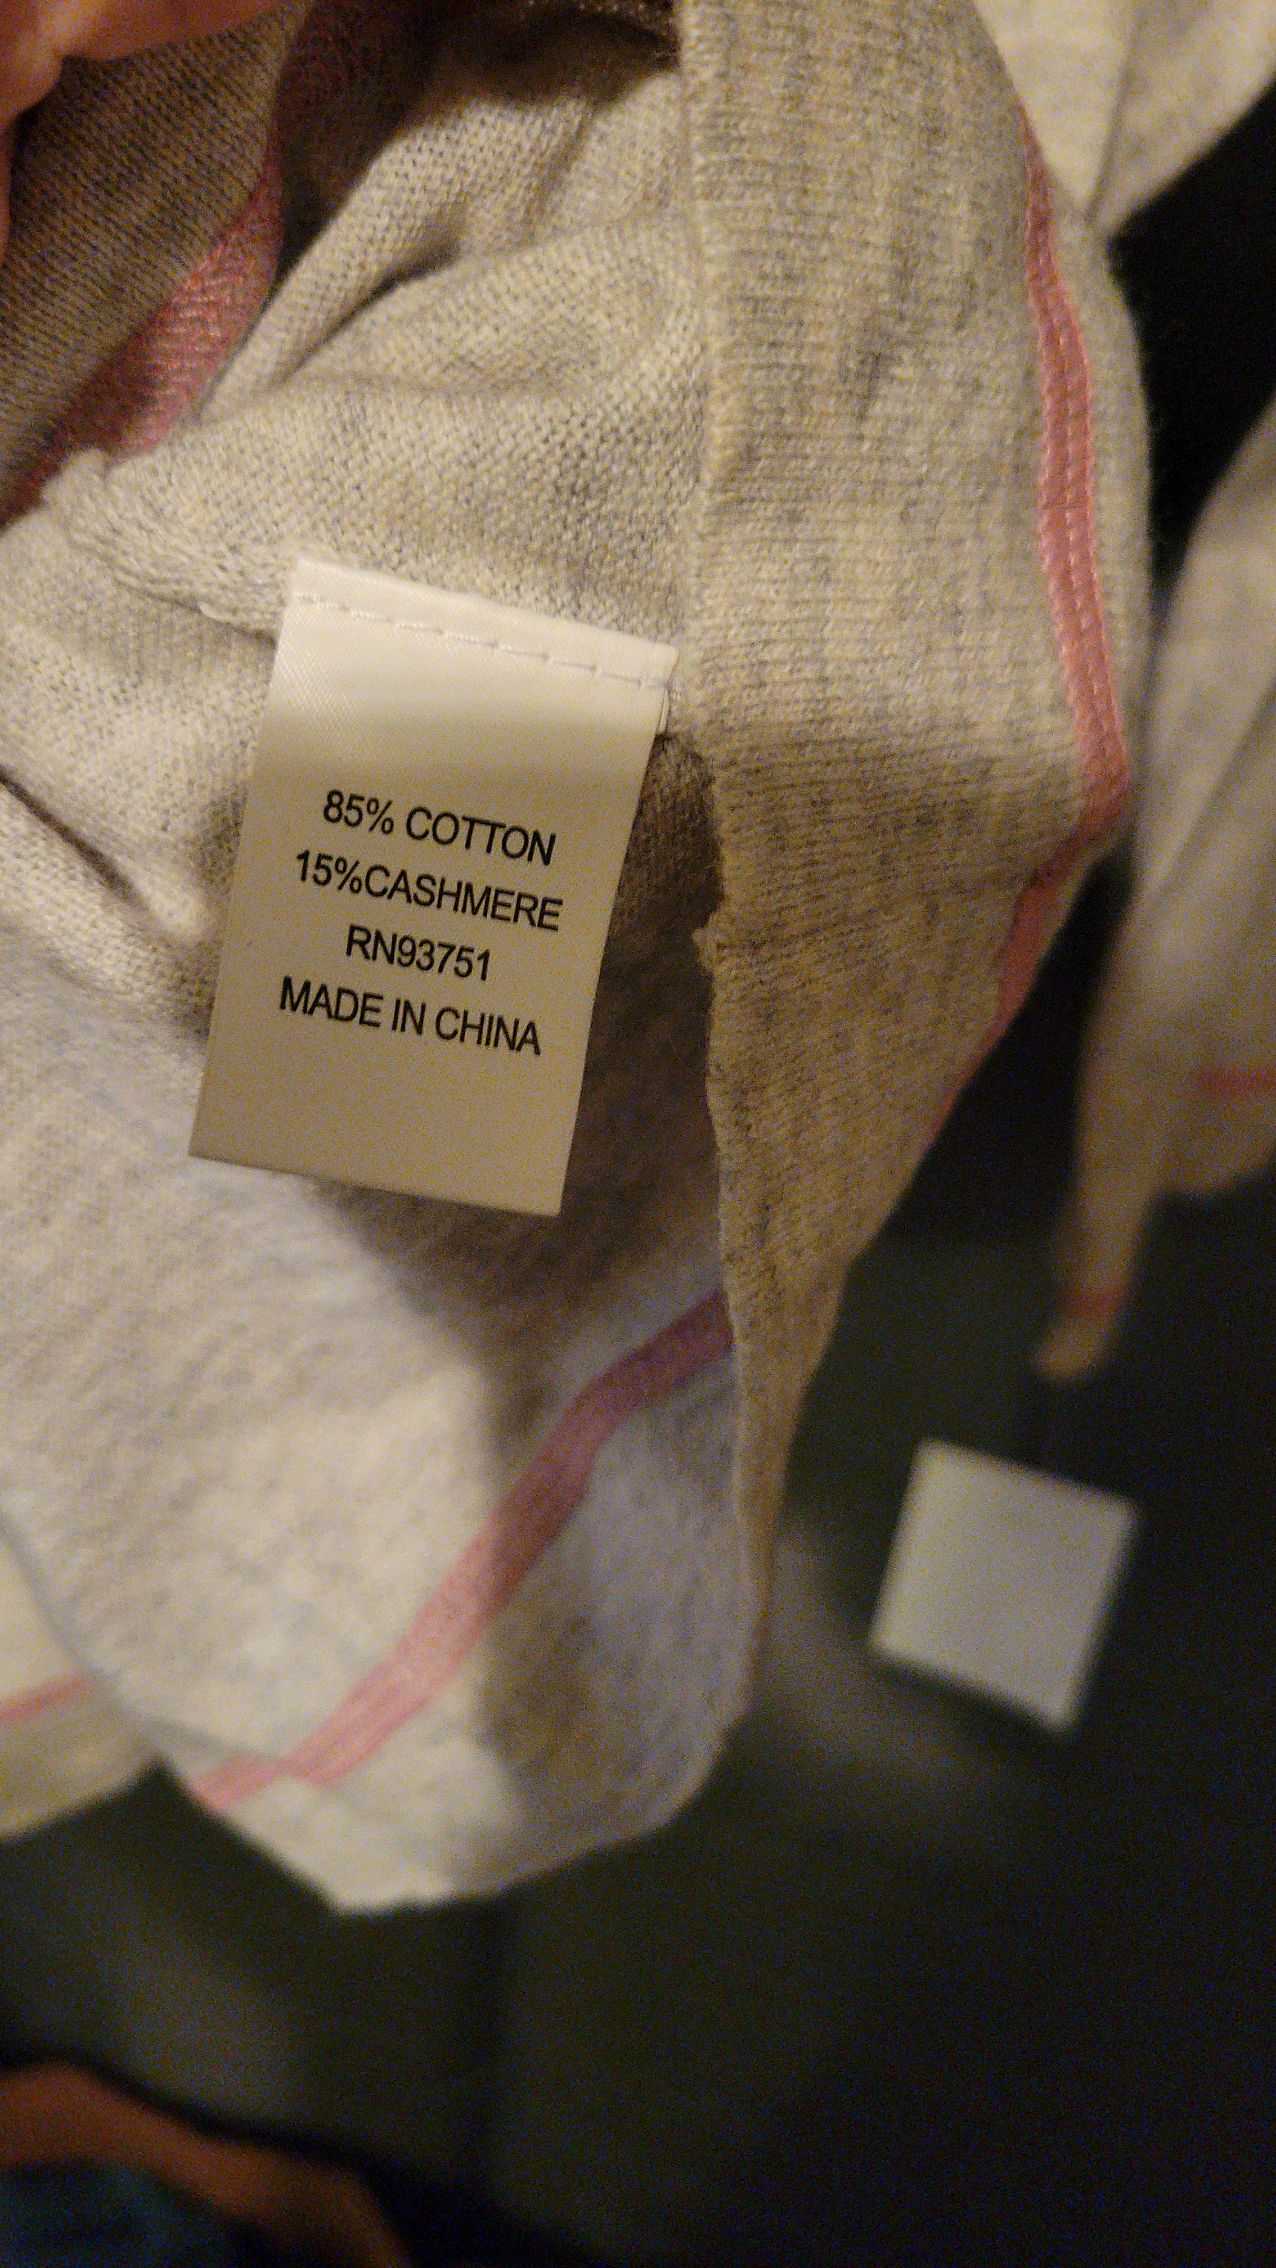 85% COTTON
15%CASHMERE
RN93751
MADE IN CHINA